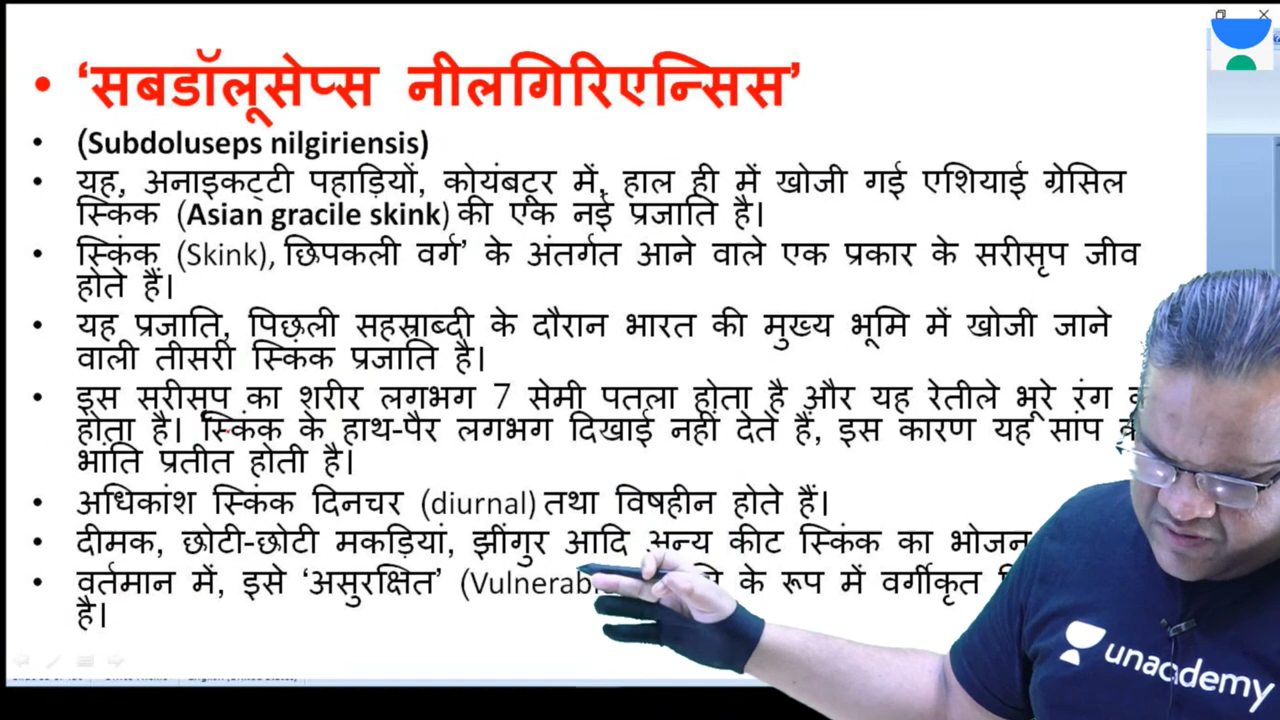 • ‘सबडॉलूसेप्स नीलगिरिएन्सिस’
• (Subdoluseps nilgiriensis)
• यह, अनाइकट्टी पहाड़ियों, कोयंबटूर में, हाल ही में खोजी गई एशियाई ग्रेसिल
स्किंक (Asian gracile skink) की एक नई प्रजाति है।
• स्किंक (Skink), छिपकली वर्ग’ के अंतर्गत आने वाले एक प्रकार के सरीसृप जीव
होते हैं।
• यह प्रजाति, पिछली सहस्राब्दी के दौरान भारत की मुख्य भूमि में खोजी जाने
वाली तीसरी स्किंक प्रजाति है।
• इस सरीसृप का शरीर लगभग 7 सेमी पतला होता है और यह रेतीले भूरे रंग
होता है। स्किंक के हाथ-पैर लगभग दिखाई नहीं देते हैं, इस कारण यह सांप
भांति प्रतीत होती है।
• अधिकांश स्किंक दिनचर (diurnal) तथा विषहीन होते हैं।
• दीमक, छोटी-छोटी मकड़ियां, झींगुर आदि अन्य कीट स्किंक का भोजन
• वर्तमान में, इसे ‘असुरक्षित’ के रूप में वर्गीकृत
है।
unacademy